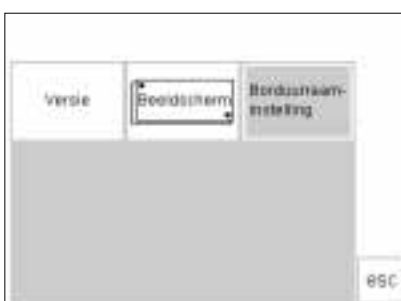 Versie
Beeldscherm
Borduurraam-
instelling
esc